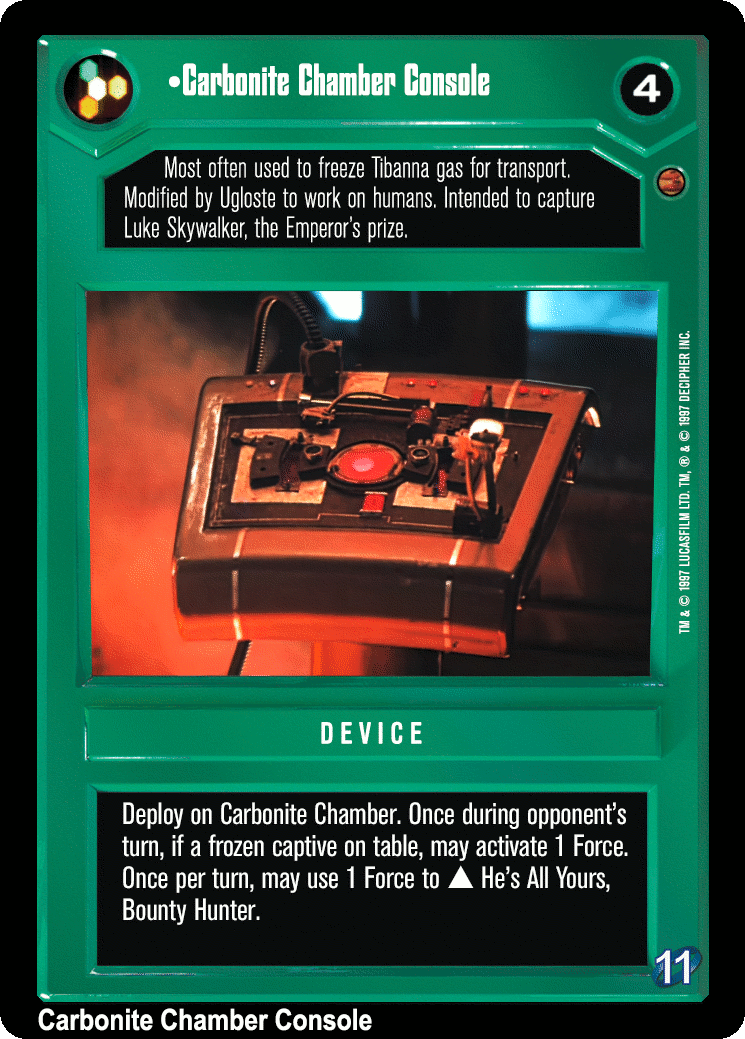 •Carbonite Chamber Console
4
Most often used to freeze Tibanna gas for transport.
Modified by Ugloste to work on humans. Intended to capture
Luke Skywalker, the Emperor's prize.
TM & © 1997 LUCASFILM LTD. TM, ® & © 1997 DECIPHER INC.
DEVICE
Deploy on Carbonite Chamber. Once during opponent's
turn, if a frozen captive on table, may activate 1 Force.
Once per turn, may use 1 Force to ▲ He's All Yours,
Bounty Hunter.
11
Carbonite Chamber Console